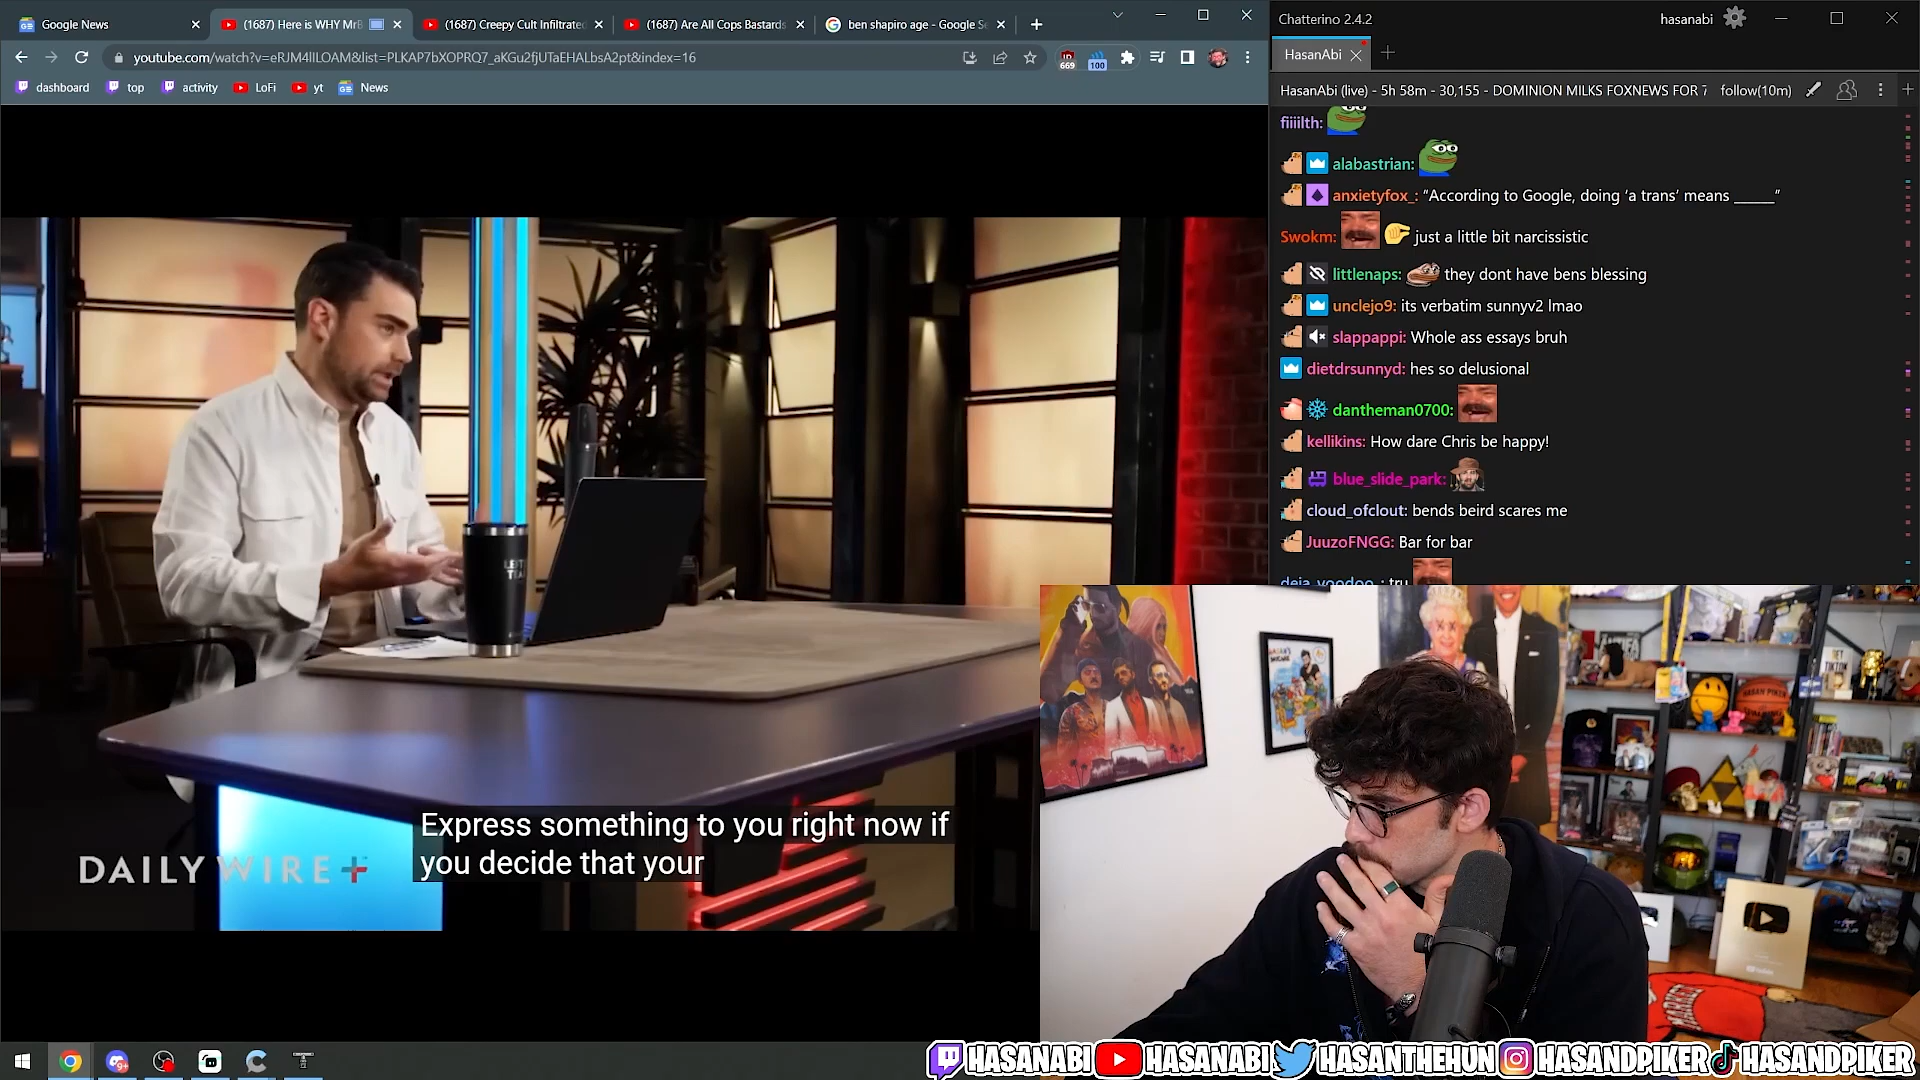 Google News
(1687) Here is WHY MrB
(1687) Creepy Cult Infiltrate
(1687) Are All Cops Bastards
ben shapiro age - Google Se
youtube.com/watch?v=eRJM4lILOAM&list=PLKAP7bXOPRQ7_aKGu2fjUTaEHALbsA2pt&index=16
669
100
dashboard
top
activity
LoFi
yt
News
Chatterino 2.4.2
hasanabi
HasanAbi
HasanAbi (live) - 5h 58m - 30,155 - DOMINION MILKS FOXNEWS FOR 7
follow(10m)
fiiiilth:
alabastrian:
anxietyfox_: “According to Google, doing ‘a trans’ means ______”
Swokm: just a little bit narcissistic
littlenaps: they dont have bens blessing
unclejo9: its verbatim sunnyv2 lmao
slappappi: Whole ass essays bruh
dietdrsunnyd: hes so delusional
dantheman0700:
kellikins: How dare Chris be happy!
blue_slide_park:
cloud_ofclout: bends beird scares me
JuuzoFNGG: Bar for bar
deja_voodoo_: tru
Express something to you right now if
you decide that your
DAILY WIRE +
HASANABI
HASANABI
HASANTHEHUN
HASANDPIKER
HASANDPIKER